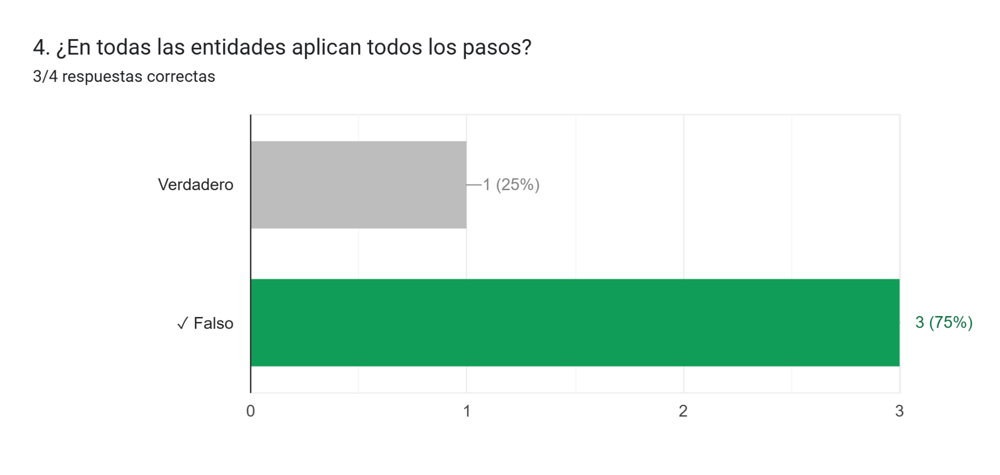 4. ¿En todas las entidades aplican todos los pasos?
3/4 respuestas correctas
Verdadero
1 (25%)
✓ Falso
3 (75%)
0 1 2 3